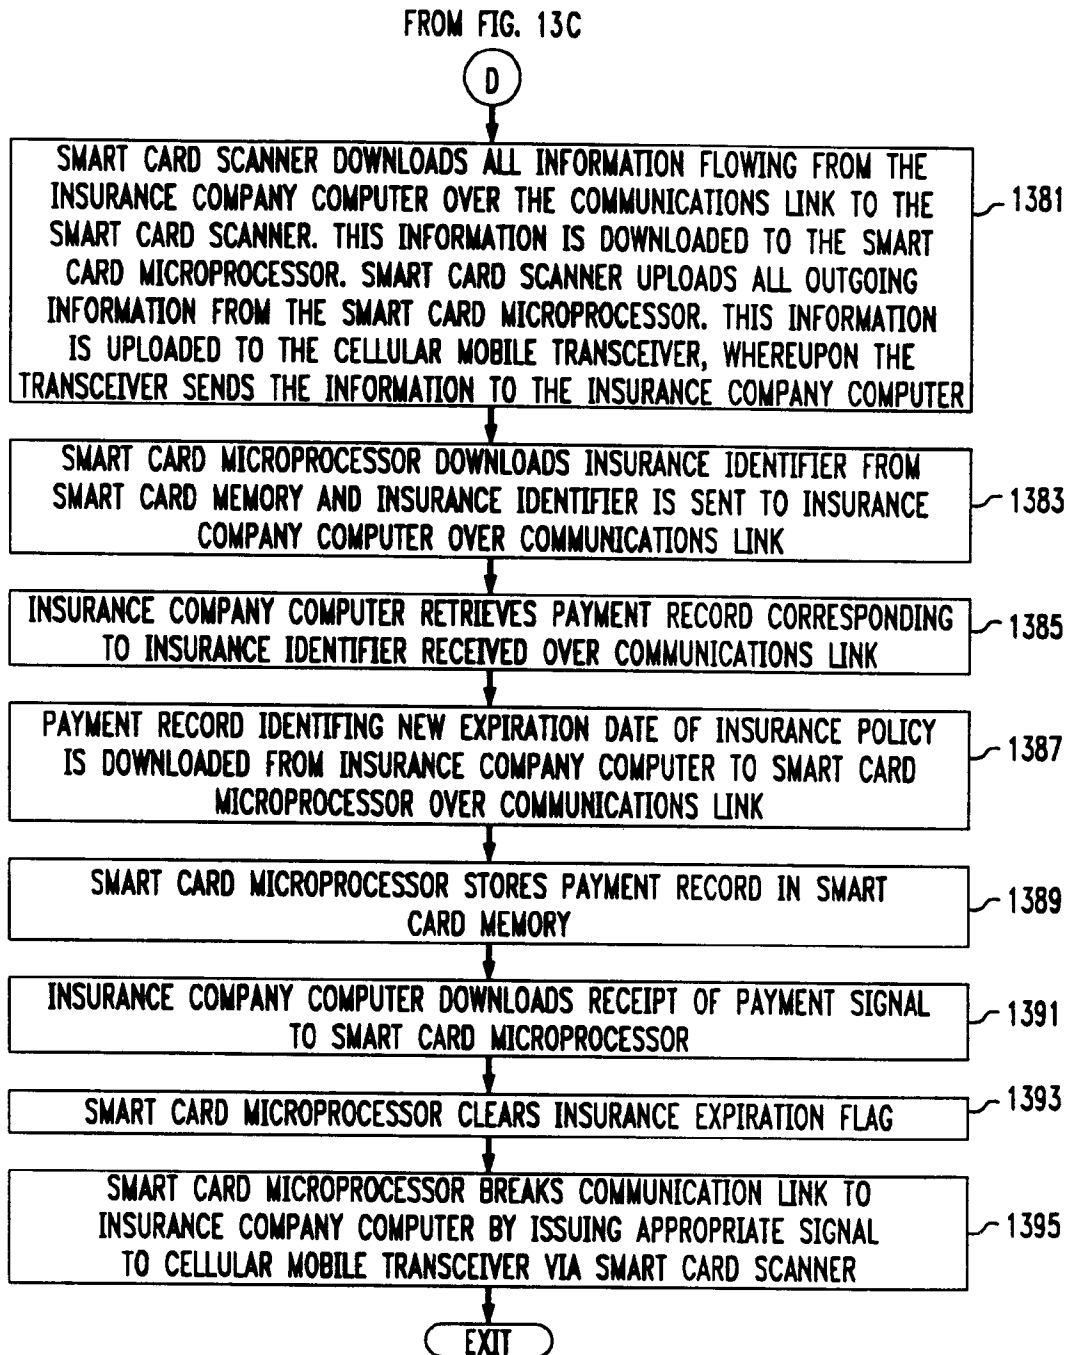 FROM FIG. 13C
D
SMART CARD SCANNER DOWNLOADS ALL INFORMATION FLOWING FROM THE
INSURANCE COMPANY COMPUTER OVER THE COMMUNICATIONS LINK TO THE
SMART CARD SCANNER. THIS INFORMATION IS DOWNLOADED TO THE SMART
CARD MICROPROCESSOR. SMART CARD SCANNER UPLOADS ALL OUTGOING
INFORMATION FROM THE SMART CARD MICROPROCESSOR. THIS INFORMATION
IS UPLOADED TO THE CELLULAR MOBILE TRANSCEIVER, WHEREUPON THE
TRANSCEIVER SENDS THE INFORMATION TO THE INSURANCE COMPANY COMPUTER
1381
SMART CARD MICROPROCESSOR DOWNLOADS INSURANCE IDENTIFIER FROM
SMART CARD MEMORY AND INSURANCE IDENTIFIER IS SENT TO INSURANCE
COMPANY COMPUTER OVER COMMUNICATIONS LINK
1383
INSURANCE COMPANY COMPUTER RETRIEVES PAYMENT RECORD CORRESPONDING
TO INSURANCE IDENTIFIER RECEIVED OVER COMMUNICATIONS LINK
1385
PAYMENT RECORD IDENTIFING NEW EXPIRATION DATE OF INSURANCE POLICY
IS DOWNLOADED FROM INSURANCE COMPANY COMPUTER TO SMART CARD
MICROPROCESSOR OVER COMMUNICATIONS LINK
1387
SMART CARD MICROPROCESSOR STORES PAYMENT RECORD IN SMART
CARD MEMORY
1389
INSURANCE COMPANY COMPUTER DOWNLOADS RECEIPT OF PAYMENT SIGNAL
TO SMART CARD MICROPROCESSOR
1391
SMART CARD MICROPROCESSOR CLEARS INSURANCE EXPIRATION FLAG
1393
SMART CARD MICROPROCESSOR BREAKS COMMUNICATION LINK TO
INSURANCE COMPANY COMPUTER BY ISSUING APPROPRIATE SIGNAL
TO CELLULAR MOBILE TRANSCEIVER VIA SMART CARD SCANNER
1395
EXIT